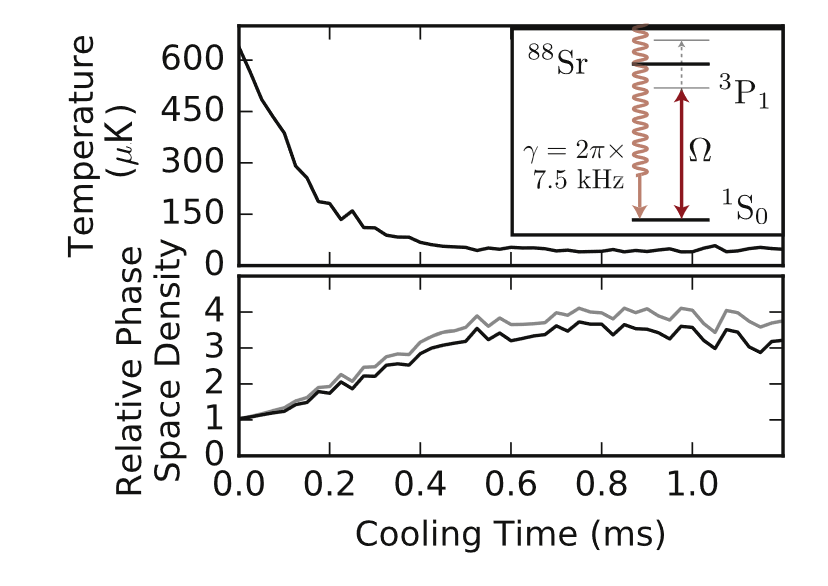 Temperature
(μK)
600
450
300
150
0
⁸⁸Sr
³P₁
γ = 2π×
7.5 kHz
Ω
¹S₀
Relative Phase
Space Density
4
3
2
1
0
0.0 0.2 0.4 0.6 0.8 1.0
Cooling Time (ms)